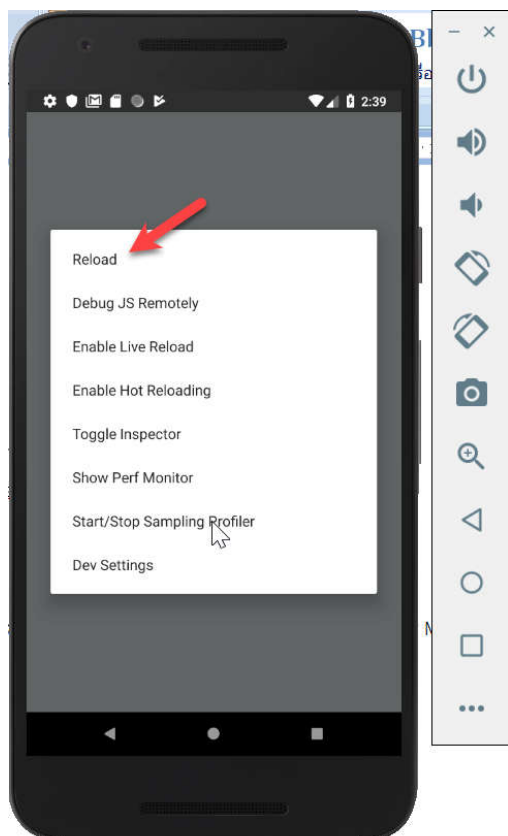 2:39
Reload
Debug JS Remotely
Enable Live Reload
Enable Hot Reloading
Toggle Inspector
Show Perf Monitor
Start/Stop Sampling Profiler
Dev Settings